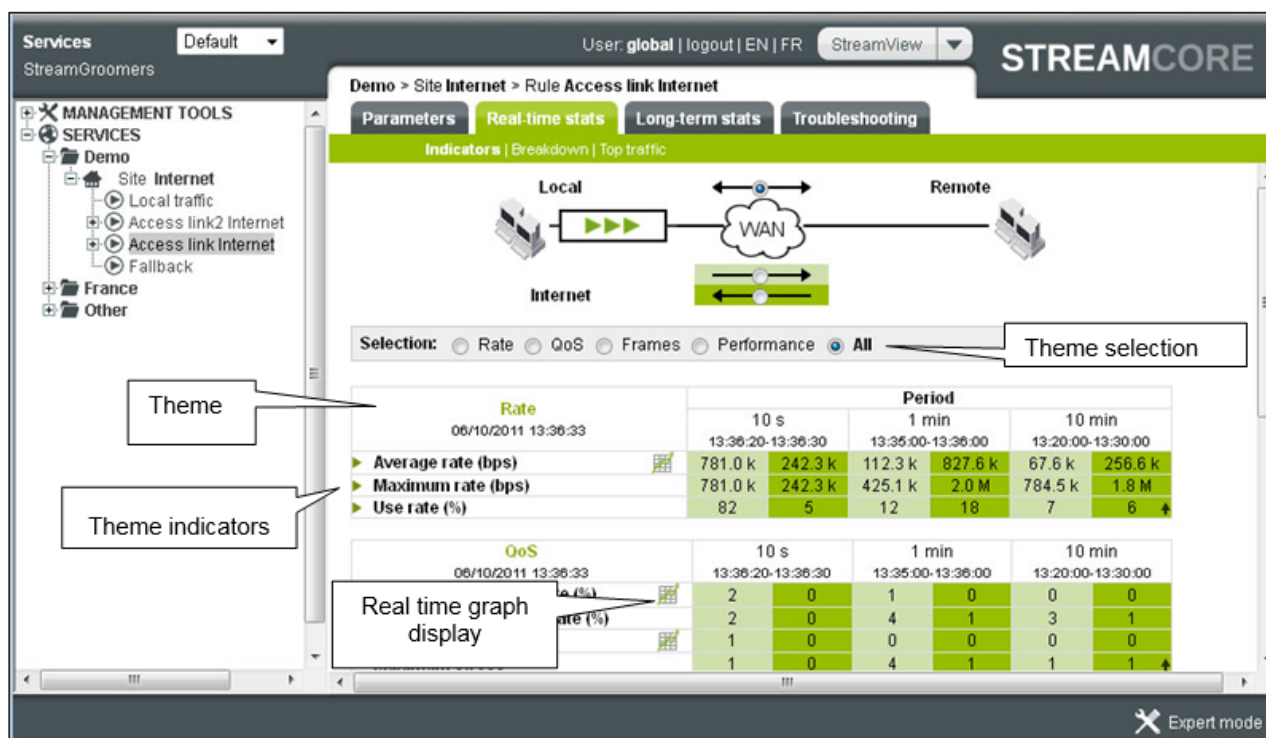 Services Default
StreamGroomers
User: global | logout | EN | FR StreamView
STREAMCORE
Demo > Site Internet > Rule Access link Internet
Parameters Real-time stats Long-term stats Troubleshooting
Indicators | Breakdown | Top traffic
MANAGEMENT TOOLS
SERVICES
Demo
Site Internet
Local traffic
Access link2 Internet
Access link Internet
Fallback
France
Other
Local Remote
WAN
Internet
Selection: Rate QoS Frames Performance All
Theme selection
Theme
Theme indicators
Rate Period
06/10/2011 13:36:33 10 s 1 min 10 min
13:36:20-13:36:30 13:35:00-13:36:00 13:20:00-13:30:00
Average rate (bps) 781.0 k 242.3 k 112.3 k 827.6 k 67.6 k 256.6 k
Maximum rate (bps) 781.0 k 242.3 k 425.1 k 2.0 M 784.5 k 1.8 M
Use rate (%) 82 5 12 18 7 6
QoS 10 s 1 min 10 min
06/10/2011 13:36:33 13:36:20-13:36:30 13:35:00-13:36:00 13:20:00-13:30:00
(%) 2 0 1 0 0 0
(%) 2 0 4 1 3 1
1 0 0 0 0 0
1 0 4 1 1 1
Real time graph
display
Expert mode